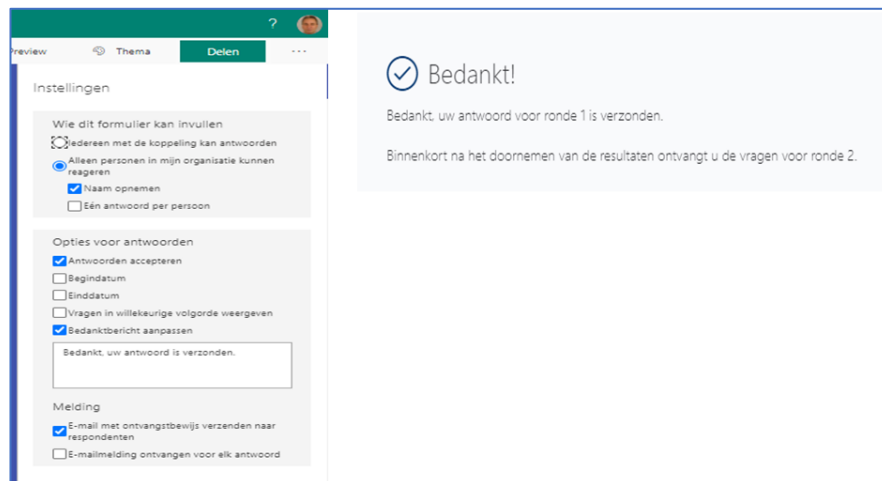 ?
Preview
Thema
Delen
...
Instellingen
Wie dit formulier kan invullen
Iedereen met de koppeling kan antwoorden
Alleen personen in mijn organisatie kunnen
reageren
Naam opnemen
Eén antwoord per persoon
Opties voor antwoorden
Antwoorden accepteren
Begindatum
Einddatum
Vragen in willekeurige volgorde weergeven
Bedanktbericht aanpassen
Bedankt, uw antwoord is verzonden.
Melding
E-mail met ontvangstbewijs verzenden naar
respondenten
E-mailmelding ontvangen voor elk antwoord
Bedankt!
Bedankt, uw antwoord voor ronde 1 is verzonden.
Binnenkort na het doornemen van de resultaten ontvangt u de vragen voor ronde 2.